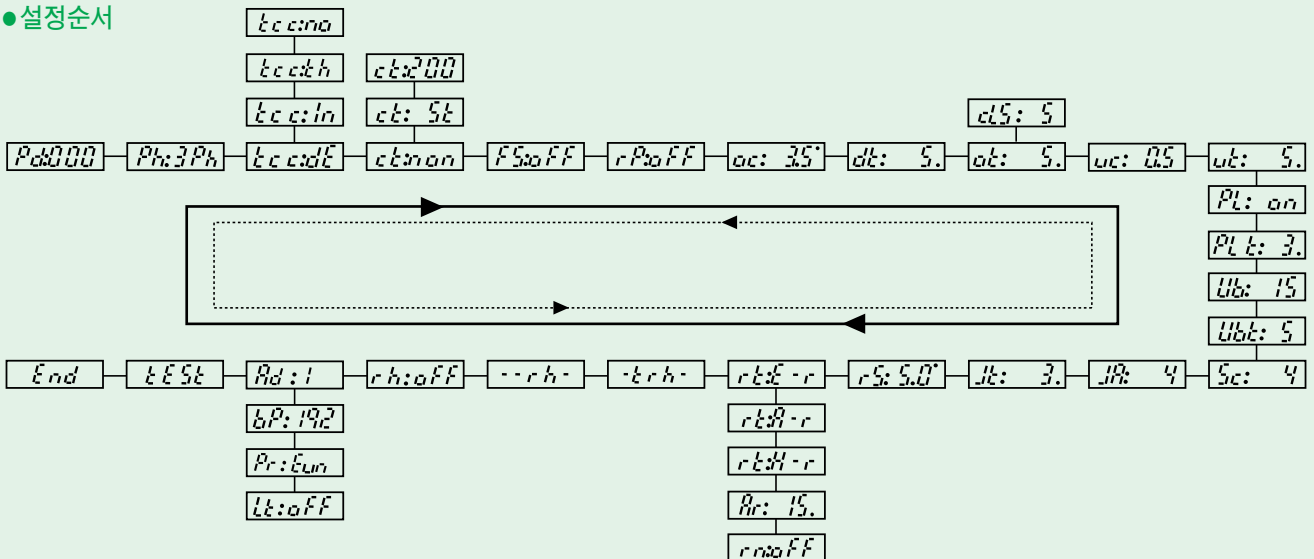 ●설정순서
tcc:no
tcc:th
ct:200
tcc:In
ct: St
dS: 5
Pd:000
Ph:3Ph
tcc:dE
ct:non
FS:oFF
rP:oFF
oc: 3.5°
dt: 5.
ot: 5.
uc: 0.5
ut: 5.
PL: on
PLt: 3.
Ub: 15
Ubt: 5
End
tESt
Ad:1
rh:oFF
--rh-
-trh-
rt:E-r
rS: 5.0°
Jt: 3.
JA: 4
Sc: 4
bP:192
rt:A-r
Pr:Eun
rt:H-r
Lt:oFF
Ar: 15.
rn:oFF